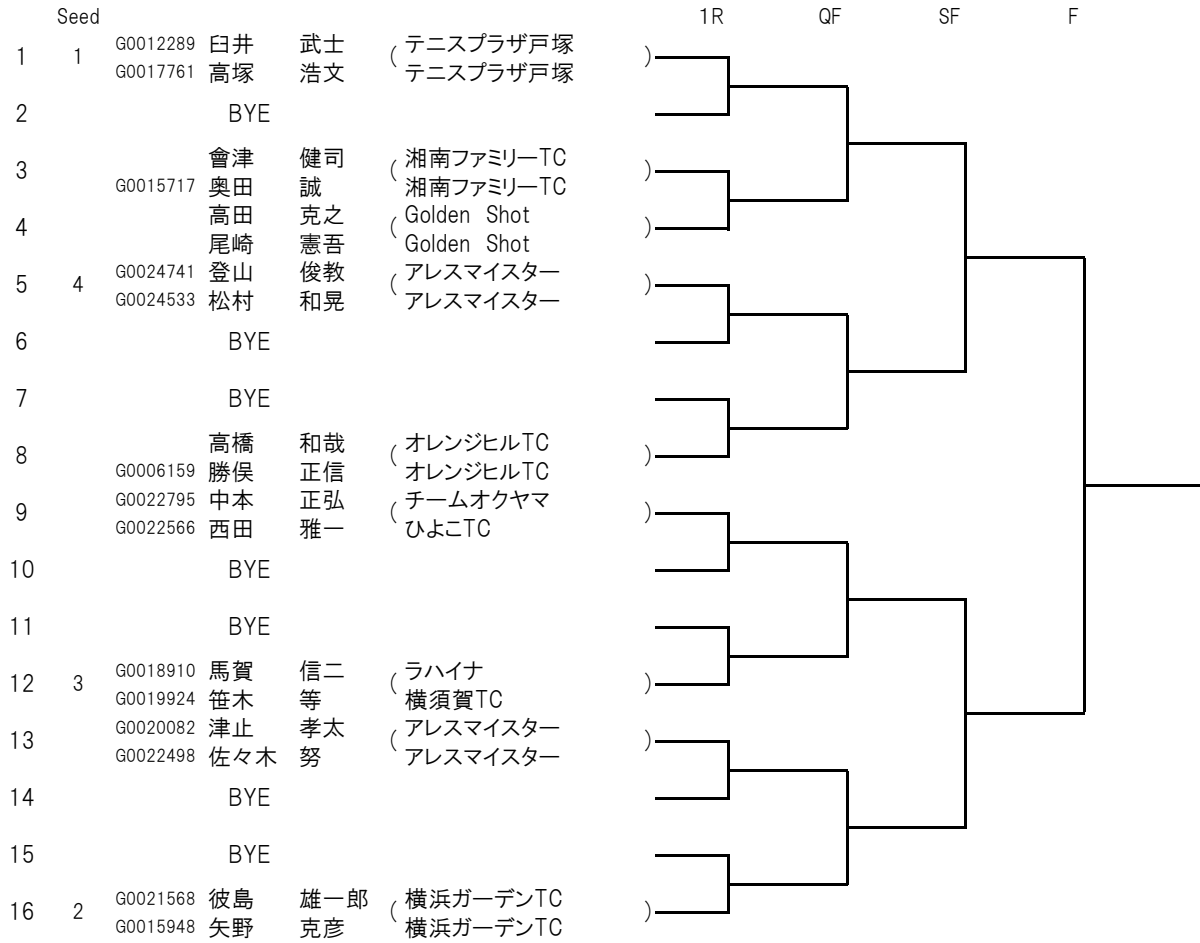 Seed 1R QF SF F
1 1 G0012289 臼井 武士 ( テニスプラザ戸塚 )
G0017761 高塚 浩文 テニスプラザ戸塚
2 BYE
3 會津 健司 ( 湘南ファミリーTC )
G0015717 奥田 誠 湘南ファミリーTC
4 高田 克之 ( Golden Shot )
尾崎 憲吾 Golden Shot
5 4 G0024741 登山 俊教 ( アレスマイスター )
G0024533 松村 和晃 アレスマイスター
6 BYE
7 BYE
8 高橋 和哉 ( オレンジヒルTC )
G0006159 勝俣 正信 オレンジヒルTC
9 G0022795 中本 正弘 ( チームオクヤマ )
G0022566 西田 雅一 ひよこTC
10 BYE
11 BYE
12 3 G0018910 馬賀 信二 ( ラハイナ )
G0019924 笹木 等 横須賀TC
13 G0020082 津止 孝太 ( アレスマイスター )
G0022498 佐々木 努 アレスマイスター
14 BYE
15 BYE
16 2 G0021568 彼島 雄一郎 ( 横浜ガーデンTC )
G0015948 矢野 克彦 横浜ガーデンTC